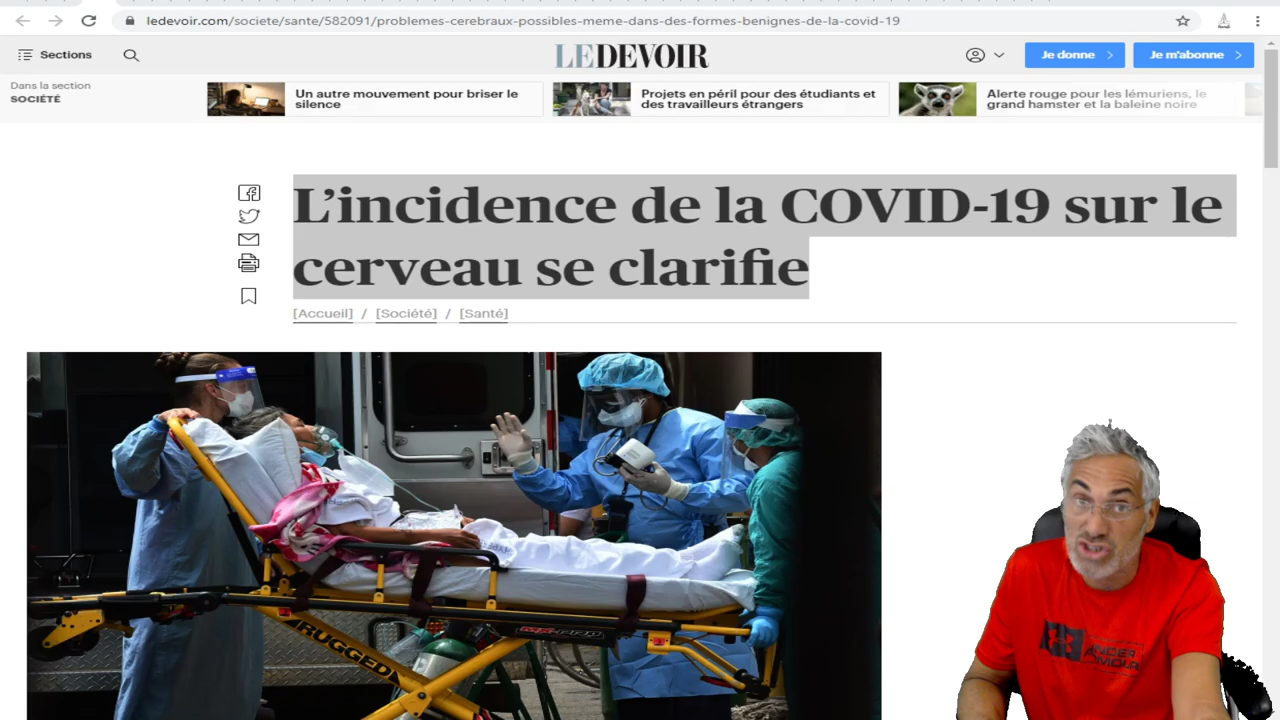 ledevoir.com/societe/sante/582091/problemes-cerebraux-possibles-meme-dans-des-formes-benignes-de-la-covid-19
Sections
LE DEVOIR
Je donne
Je m'abonne
Dans la section
SOCIÉTÉ
Un autre mouvement pour briser le
silence
Projets en péril pour des étudiants et
des travailleurs étrangers
Alerte rouge pour les lémuriens, le
grand hamster et la baleine noire
L'incidence de la COVID-19 sur le
cerveau se clarifie
[Accueil] / [Société] / [Santé]
RUGGED
UNDER
ARMOUR